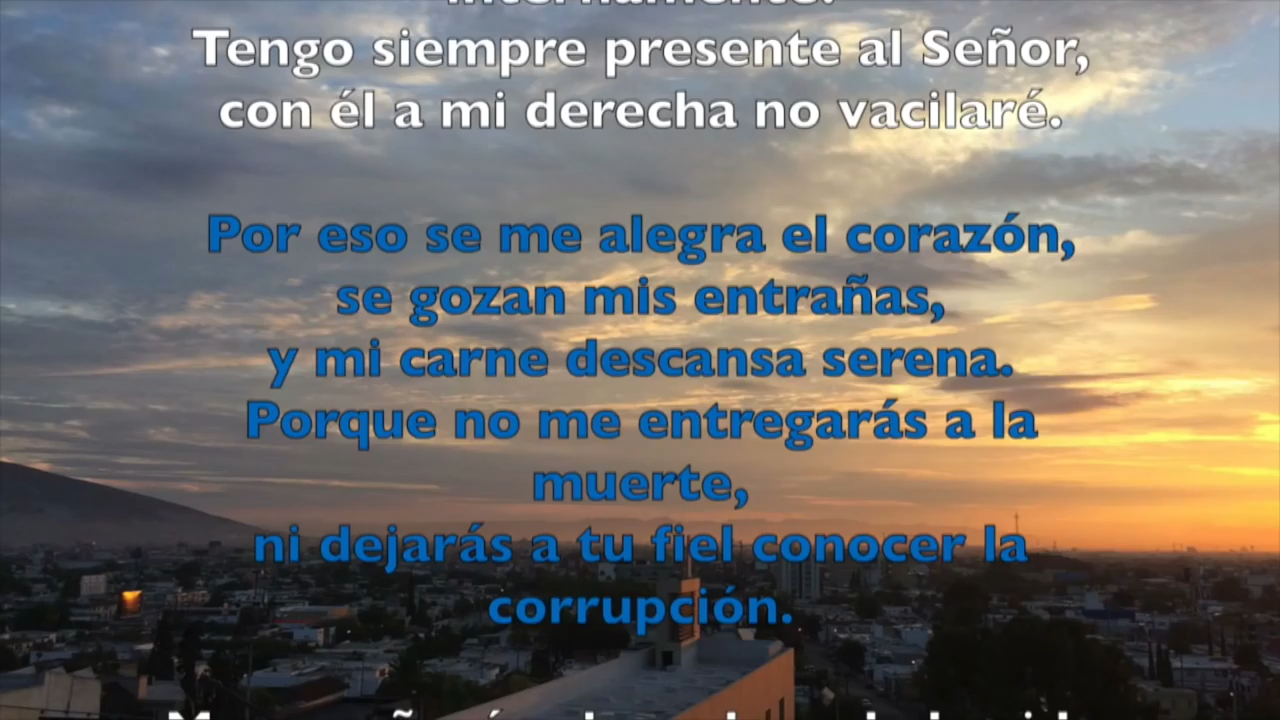 internamente.
Tengo siempre presente al Señor,
con él a mi derecha no vacilaré.
Por eso se me alegra el corazón,
se gozan mis entrañas,
y mi carne descansa serena.
Porque no me entregarás a la
muerte,
ni dejarás a tu fiel conocer la
corrupción.